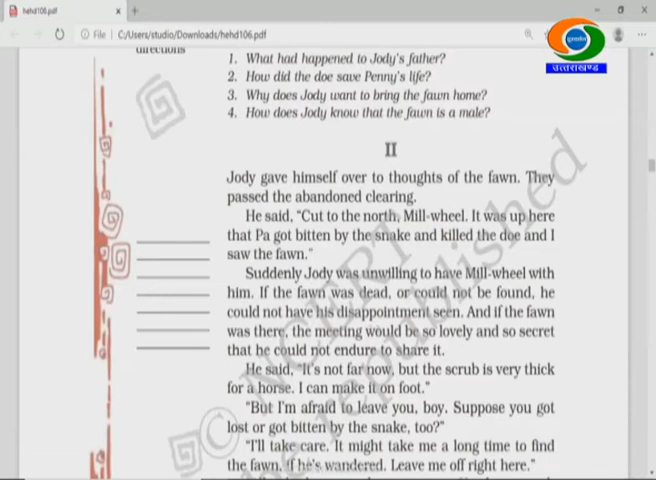 hehd106.pdf
File | C:/Users/studio/Downloads/hehd106.pdf
directions
1. What had happened to Jody's father?
2. How did the doe save Penny's life?
3. Why does Jody want to bring the fawn home?
4. How does Jody know that the fawn is a male?
II
Jody gave himself over to thoughts of the fawn. They
passed the abandoned clearing.
He said, “Cut to the north, Mill-wheel. It was up here
that Pa got bitten by the snake and killed the doe and I
saw the fawn.”
Suddenly Jody was unwilling to have Mill-wheel with
him. If the fawn was dead, or could not be found, he
could not have his disappointment seen. And if the fawn
was there, the meeting would be so lovely and so secret
that he could not endure to share it.
He said, “It's not far now, but the scrub is very thick
for a horse. I can make it on foot.”
“But I'm afraid to leave you, boy. Suppose you got
lost or got bitten by the snake, too?”
“I'll take care. It might take me a long time to find
the fawn, if he's wandered. Leave me off right here.”
© NCERT
be republished
उत्तराखण्ड